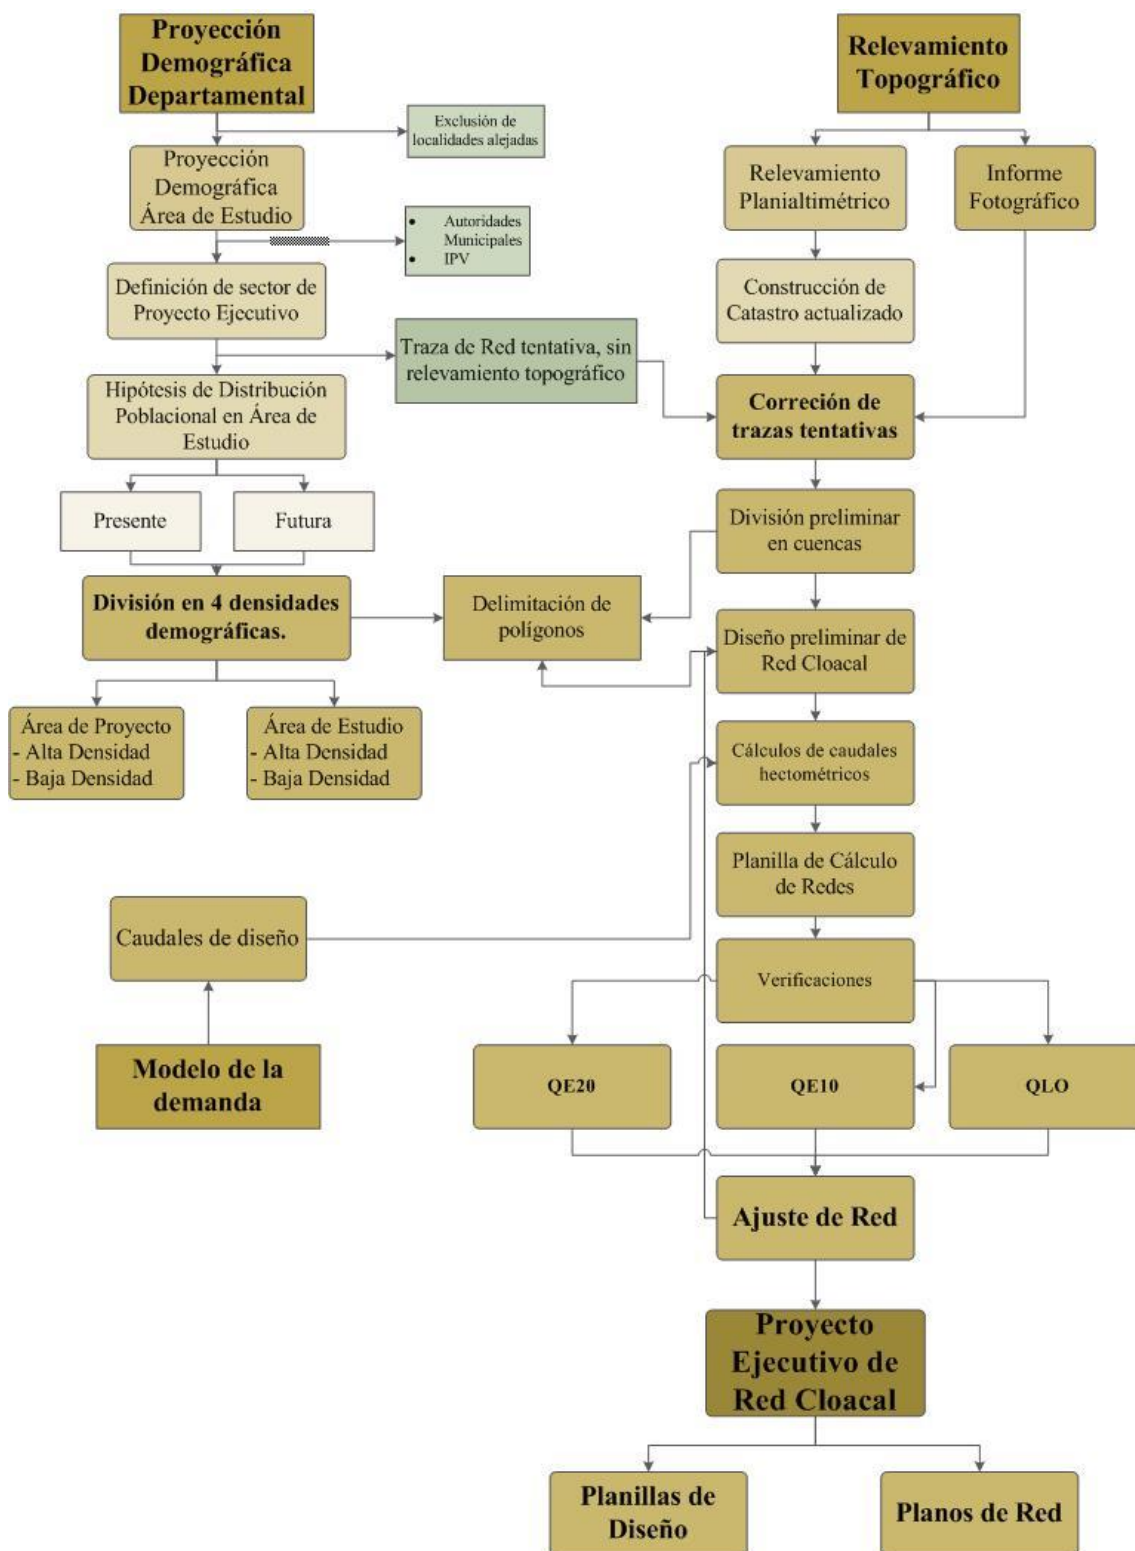 Proyección
Demográfica
Departamental
Exclusión de
localidades alejadas
Proyección
Demográfica
Área de Estudio
• Autoridades
Municipales
• IPV
Definición de sector de
Proyecto Ejecutivo
Traza de Red tentativa, sin
relevamiento topográfico
Hipótesis de Distribución
Poblacional en Área de
Estudio
Presente
Futura
División en 4 densidades
demográficas.
Área de Proyecto
- Alta Densidad
- Baja Densidad
Área de Estudio
- Alta Densidad
- Baja Densidad
Delimitación de
polígonos
Relevamiento
Topográfico
Relevamiento
Planialtimétrico
Informe
Fotográfico
Construcción de
Catastro actualizado
Correción de
trazas tentativas
División preliminar
en cuencas
Diseño preliminar de
Red Cloacal
Cálculos de caudales
hectométricos
Planilla de Cálculo
de Redes
Caudales de diseño
Modelo de la
demanda
Verificaciones
QE20
QE10
QLO
Ajuste de Red
Proyecto
Ejecutivo de
Red Cloacal
Planillas de
Diseño
Planos de Red